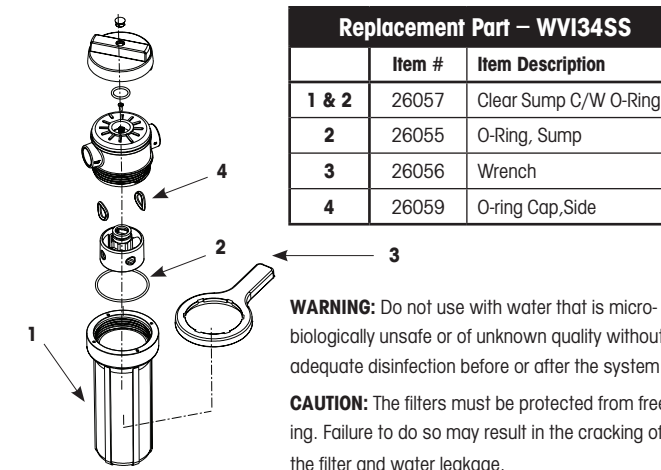 Replacement Part – WVI34SS
Item # Item Description
1 & 2 26057 Clear Sump C/W O-Ring
2 26055 O-Ring, Sump
3 26056 Wrench
4 26059 O-ring Cap,Side
4
2
3
1
WARNING: Do not use with water that is micro-
biologically unsafe or of unknown quality without
adequate disinfection before or after the system
CAUTION: The filters must be protected from free
ing. Failure to do so may result in the cracking of
the filter and water leakage.